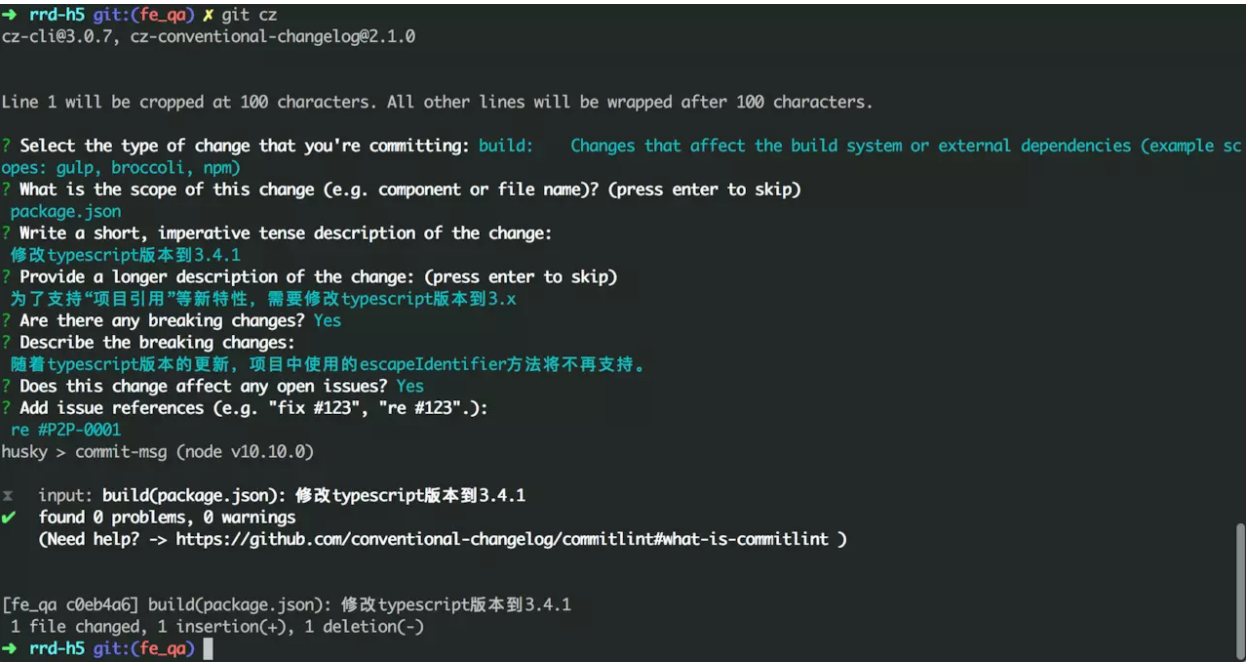 ➜ rrd-h5 git:(fe_qa) ✗ git cz
cz-cli@3.0.7, cz-conventional-changelog@2.1.0
Line 1 will be cropped at 100 characters. All other lines will be wrapped after 100 characters.
? Select the type of change that you're committing: build:    Changes that affect the build system or external dependencies (example sc
opes: gulp, broccoli, npm)
? What is the scope of this change (e.g. component or file name)? (press enter to skip)
package.json
? Write a short, imperative tense description of the change:
修改typescript版本到3.4.1
? Provide a longer description of the change: (press enter to skip)
为了支持“项目引用”等新特性，需要修改typescript版本到3.x
? Are there any breaking changes? Yes
? Describe the breaking changes:
随着typescript版本的更新，项目中使用的escapeIdentifier方法将不再支持。
? Does this change affect any open issues? Yes
? Add issue references (e.g. "fix #123", "re #123".):
re #P2P-0001
husky > commit-msg (node v10.10.0)
⧗   input: build(package.json): 修改typescript版本到3.4.1
✔   found 0 problems, 0 warnings
(Need help? -> https://github.com/conventional-changelog/commitlint#what-is-commitlint )
[fe_qa c0eb4a6] build(package.json): 修改typescript版本到3.4.1
1 file changed, 1 insertion(+), 1 deletion(-)
➜ rrd-h5 git:(fe_qa)